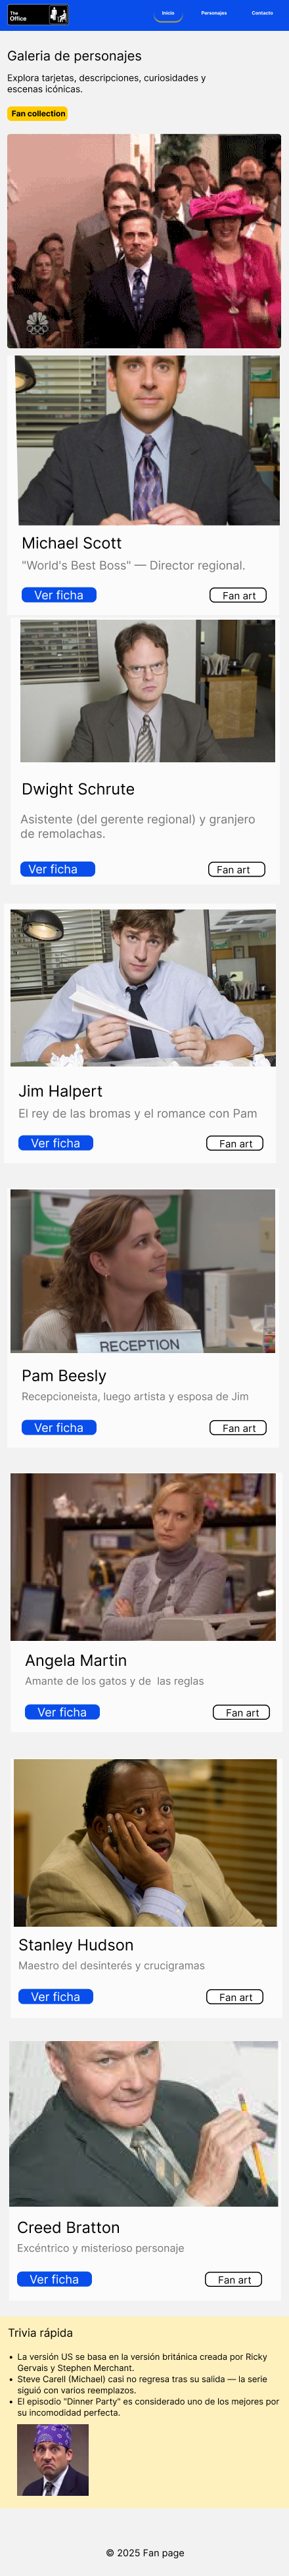 The
Office
Inicio
Personajes
Contacto
Galeria de personajes
Explora tarjetas, descripciones, curiosidades y
escenas icónicas.
Fan collection
Michael Scott
"World's Best Boss" — Director regional.
Ver ficha
Fan art
Dwight Schrute
Asistente (del gerente regional) y granjero
de remolachas.
Ver ficha
Fan art
Jim Halpert
El rey de las bromas y el romance con Pam
Ver ficha
Fan art
RECEPTION
Pam Beesly
Recepcioneista, luego artista y esposa de Jim
Ver ficha
Fan art
Angela Martin
Amante de los gatos y de  las reglas
Ver ficha
Fan art
Stanley Hudson
Maestro del desinterés y crucigramas
Ver ficha
Fan art
Creed Bratton
Excéntrico y misterioso personaje
Ver ficha
Fan art
Trivia rápida
• La versión US se basa en la versión británica creada por Ricky
Gervais y Stephen Merchant.
• Steve Carell (Michael) casi no regresa tras su salida — la serie
siguió con varios reemplazos.
• El episodio "Dinner Party" es considerado uno de los mejores por
su incomodidad perfecta.
© 2025 Fan page